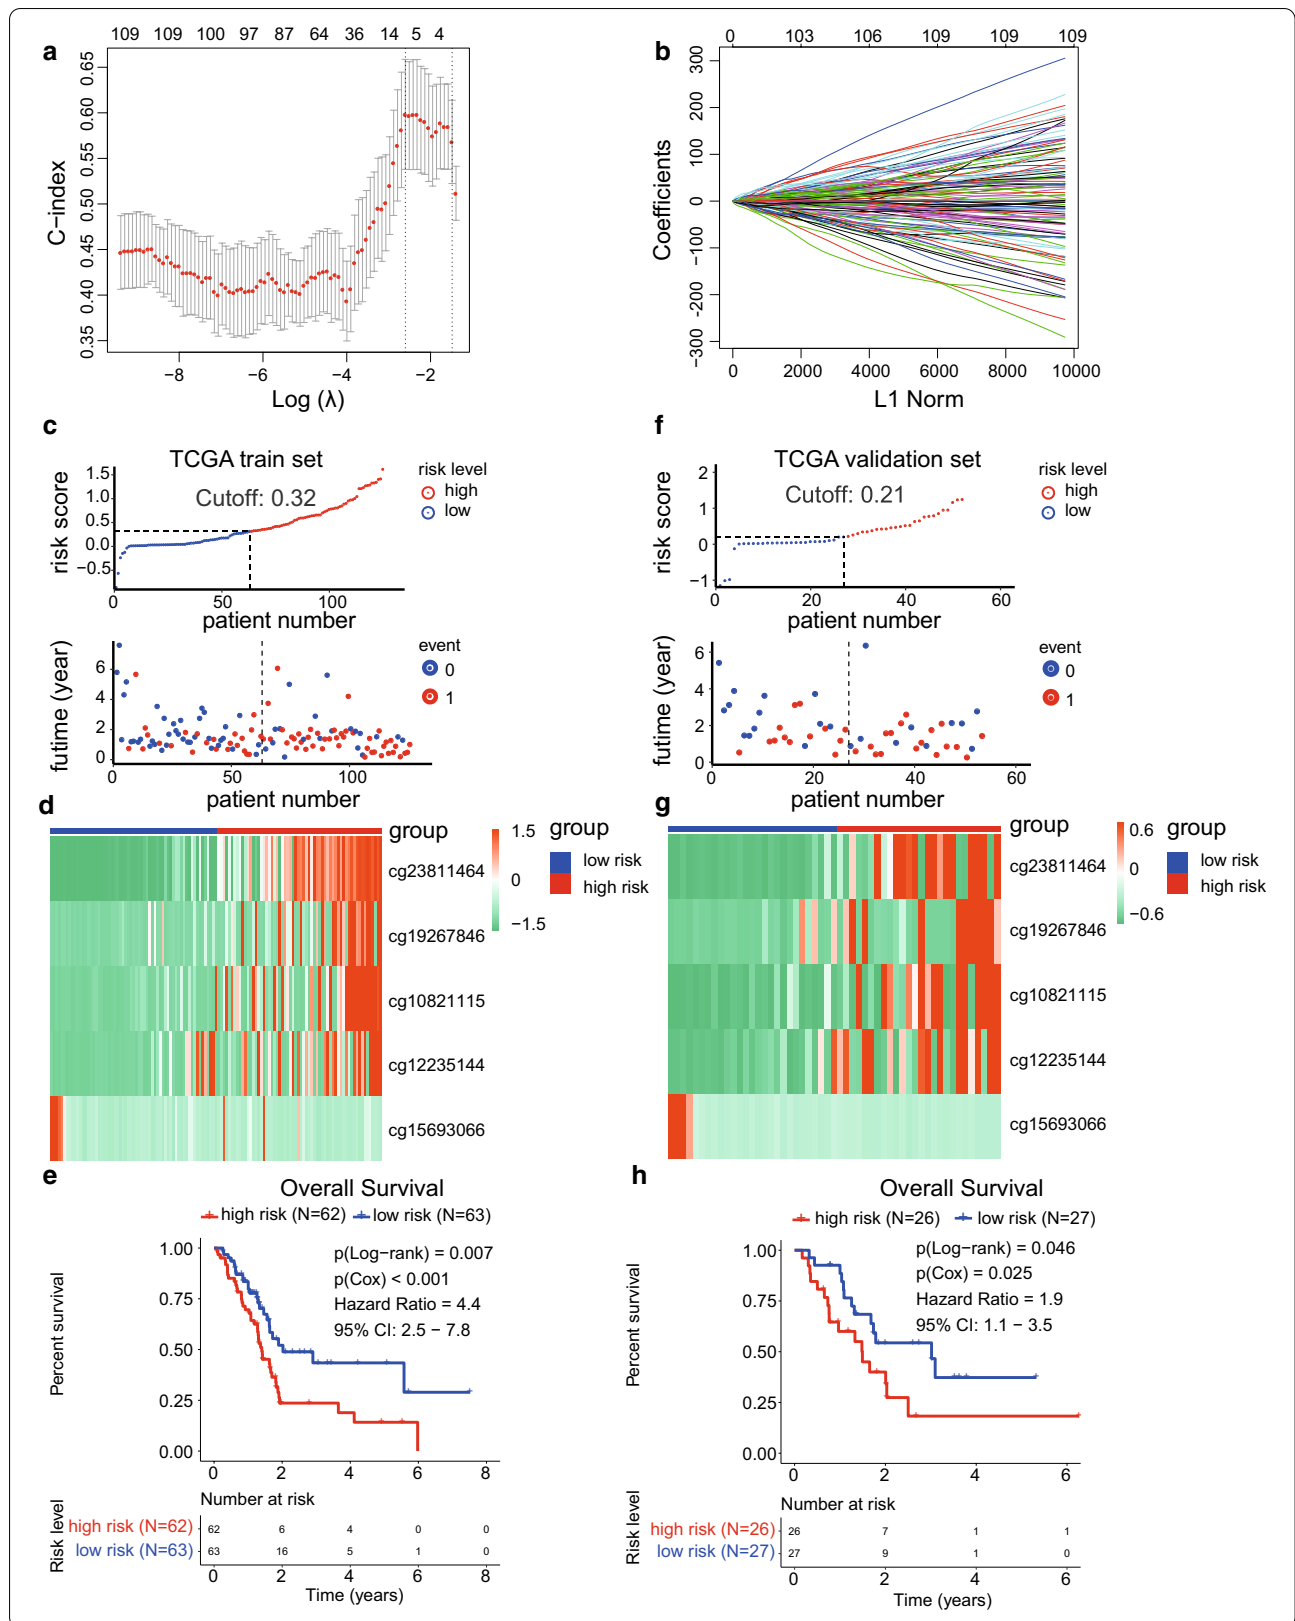 a
109 109 100 97 87 64 36 14 5 4
C−index
0.65
0.60
0.55
0.50
0.45
0.40
0.35
−8 −6 −4 −2
Log (λ)
b
0 103 106 109 109 109
Coefficients
300
200
100
0
−100
−200
−300
0 2000 4000 6000 8000 10000
L1 Norm
c
TCGA train set
Cutoff: 0.32
risk score
1.5
1.0
0.5
0.0
−0.5
0 50 100
patient number
risk level
high
low
futime (year)
6
4
2
0
0 50 100
patient number
event
0
1
f
TCGA validation set
Cutoff: 0.21
risk score
2
1
0
−1
0 20 40 60
patient number
risk level
high
low
futime (year)
6
4
2
0
0 20 40 60
patient number
event
0
1
d
group
cg23811464
cg19267846
cg10821115
cg12235144
cg15693066
1.5
0
−1.5
group
low risk
high risk
g
group
cg23811464
cg19267846
cg10821115
cg12235144
cg15693066
0.6
0
−0.6
group
low risk
high risk
e
Overall Survival
high risk (N=62) low risk (N=63)
Percent survival
1.00
0.75
0.50
0.25
0.00
p(Log−rank) = 0.007
p(Cox) < 0.001
Hazard Ratio = 4.4
95% CI: 2.5 − 7.8
0 2 4 6 8
Number at risk
Risk level
high risk (N=62) 62 6 4 0 0
low risk (N=63) 63 16 5 1 0
0 2 4 6 8
Time (years)
h
Overall Survival
high risk (N=26) low risk (N=27)
Percent survival
1.00
0.75
0.50
0.25
0.00
p(Log−rank) = 0.046
p(Cox) = 0.025
Hazard Ratio = 1.9
95% CI: 1.1 − 3.5
0 2 4 6
Number at risk
Risk level
high risk (N=26) 26 7 1 1
low risk (N=27) 27 9 1 0
0 2 4 6
Time (years)